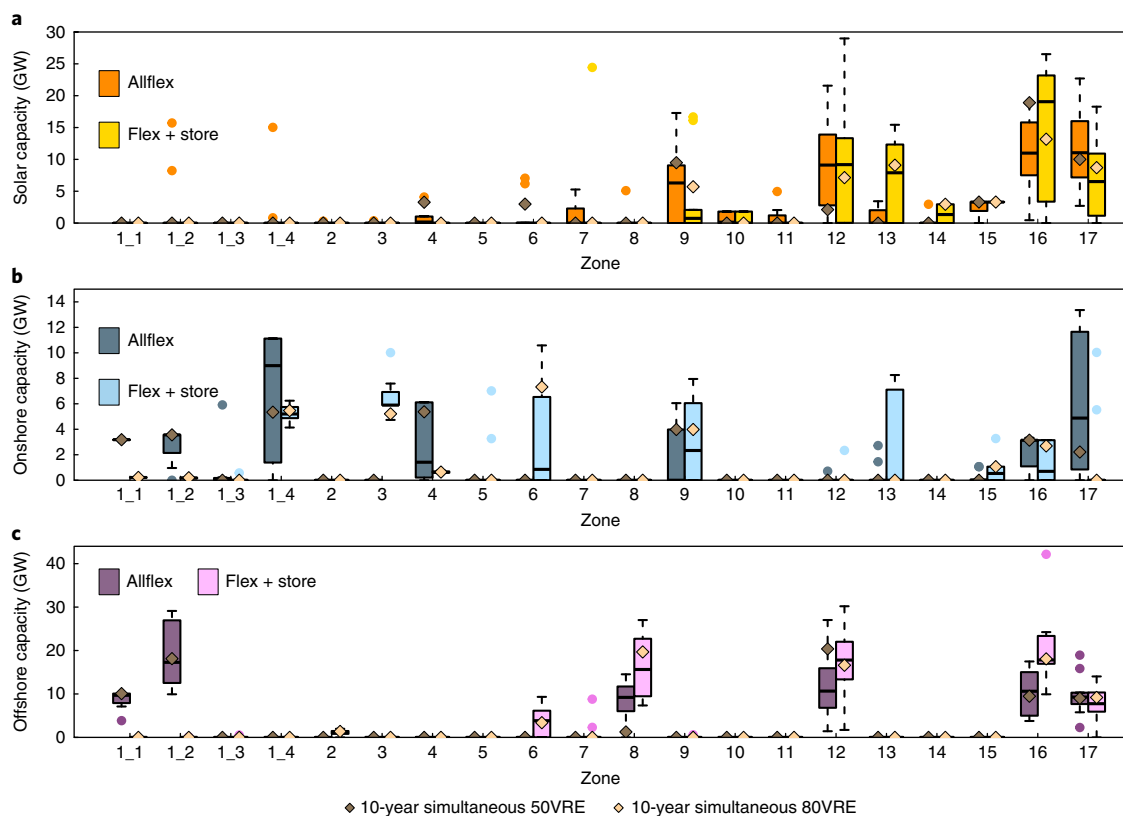 a
Solar capacity (GW)
30
25
20
15
10
5
0
Allflex
Flex + store
1_1 1_2 1_3 1_4 2 3 4 5 6 7 8 9 10 11 12 13 14 15 16 17
Zone
b
Onshore capacity (GW)
14
12
10
8
6
4
2
0
Allflex
Flex + store
1_1 1_2 1_3 1_4 2 3 4 5 6 7 8 9 10 11 12 13 14 15 16 17
Zone
c
Offshore capacity (GW)
40
30
20
10
0
Allflex Flex + store
1_1 1_2 1_3 1_4 2 3 4 5 6 7 8 9 10 11 12 13 14 15 16 17
Zone
10-year simultaneous 50VRE 10-year simultaneous 80VRE